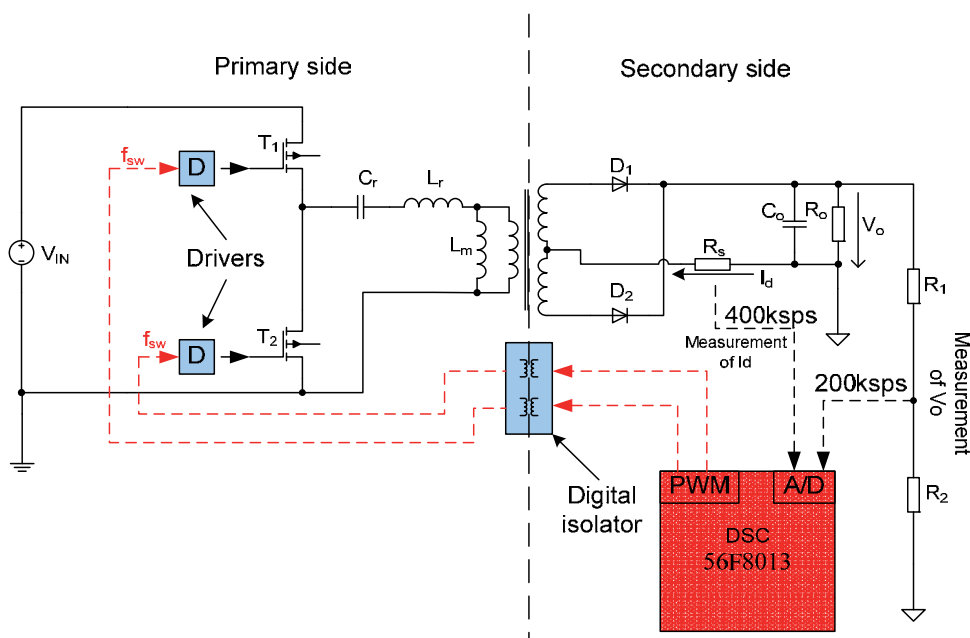 Primary side
Secondary side
T1
fsw
D
Cr
Lr
D1
Lm
Co
Ro
Vo
VIN
Drivers
Rs
Id
D2
R1
T2
fsw
D
400ksps
Measurement
of Id
200ksps
Measurement
of Vo
Digital
isolator
PWM
A/D
R2
DSC
56F8013